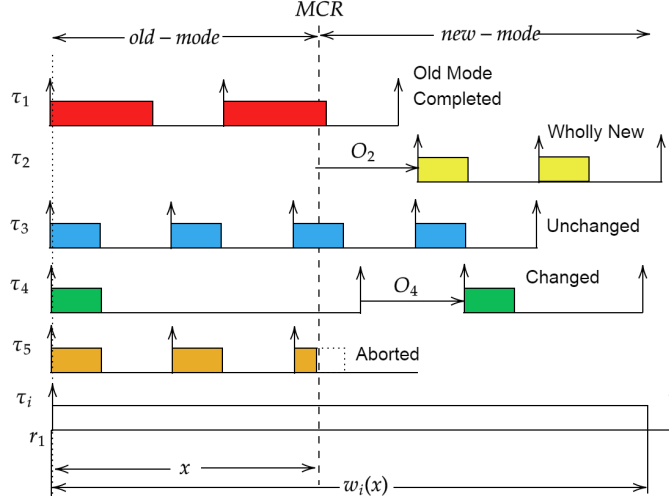 MCR
old – mode
new – mode
τ1
Old Mode
Completed
τ2
O2
Wholly New
τ3
Unchanged
τ4
O4
Changed
τ5
Aborted
τi
r1
x
wi(x)